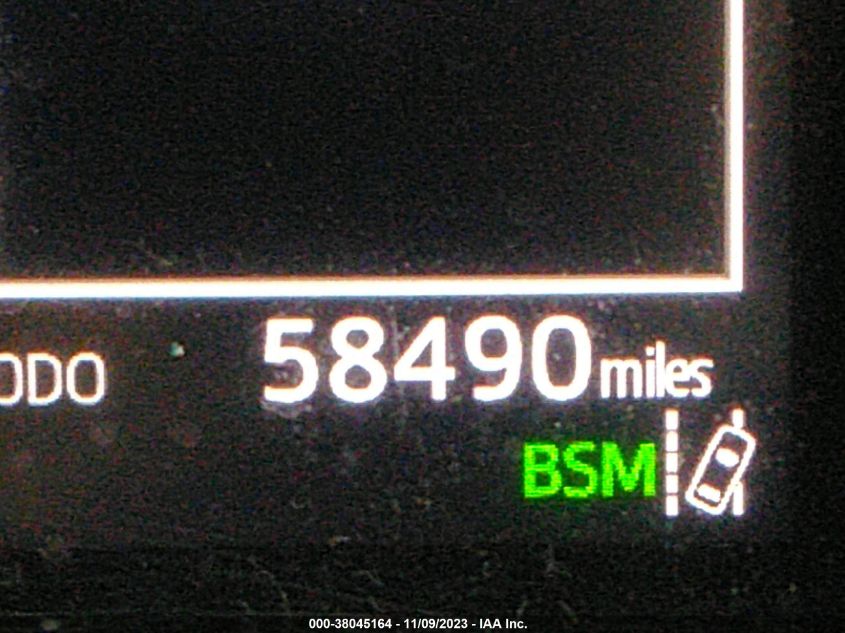 ODO 58490 miles
BSM
000-38045164 - 11/09/2023 - IAA Inc.